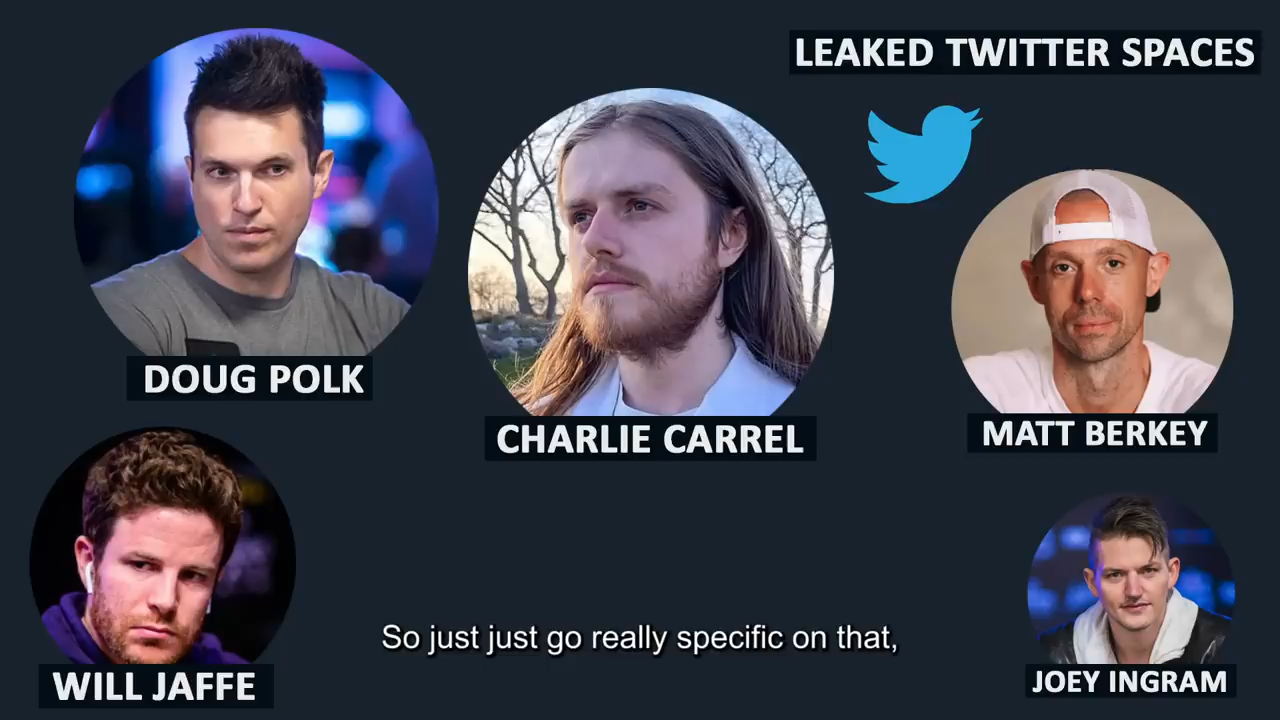 LEAKED TWITTER SPACES
DOUG POLK
CHARLIE CARREL
MATT BERKEY
So just just go really specific on that,
WILL JAFFE
JOEY INGRAM